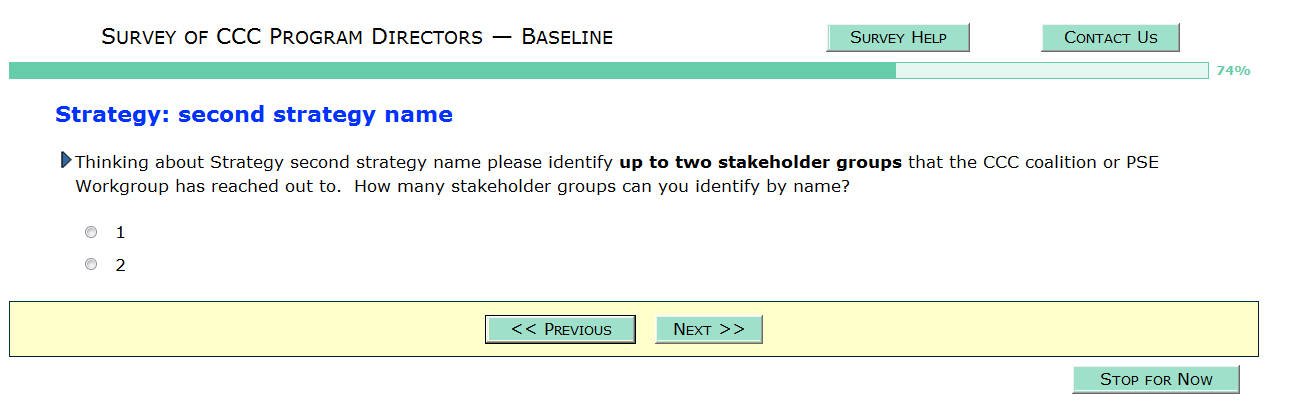 SURVEY OF CCC PROGRAM DIRECTORS — BASELINE
SURVEY HELP
CONTACT US
74%
Strategy: second strategy name
Thinking about Strategy second strategy name please identify up to two stakeholder groups that the CCC coalition or PSE
Workgroup has reached out to.  How many stakeholder groups can you identify by name?
1
2
<< PREVIOUS
NEXT >>
STOP FOR NOW